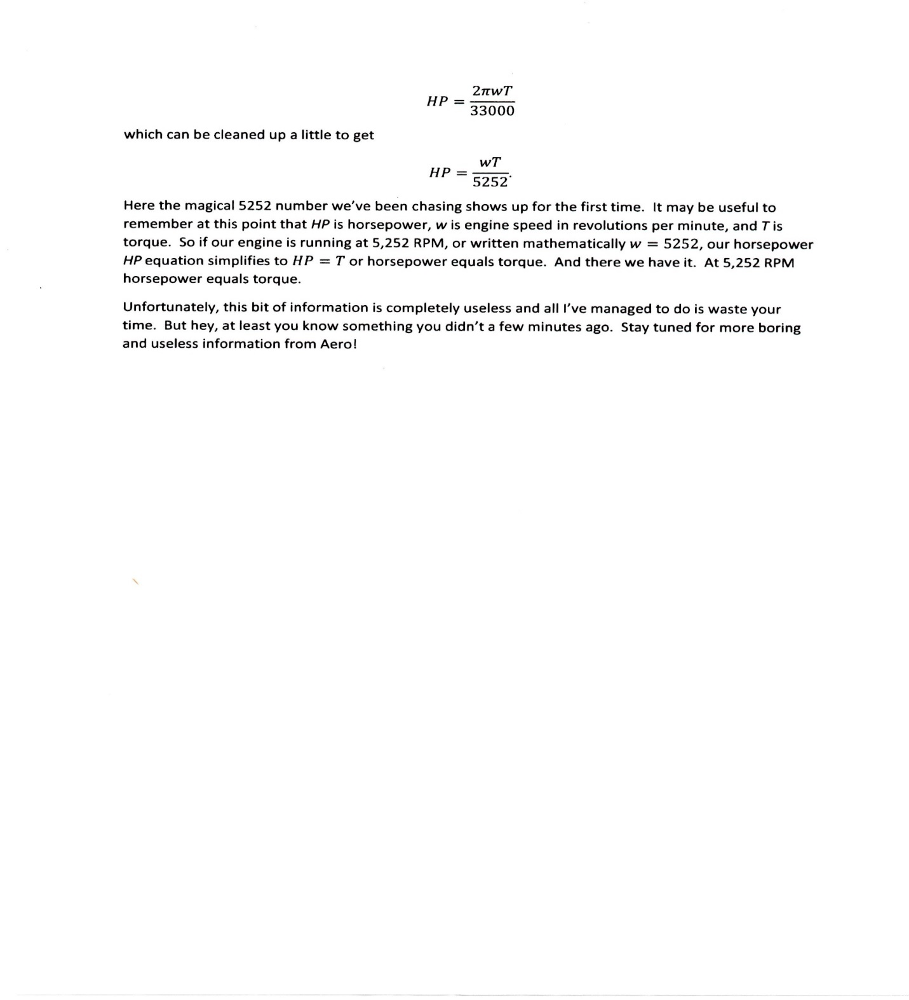 HP = 2πwT / 33000
which can be cleaned up a little to get
HP = wT / 5252.
Here the magical 5252 number we’ve been chasing shows up for the first time. It may be useful to
remember at this point that HP is horsepower, w is engine speed in revolutions per minute, and T is
torque. So if our engine is running at 5,252 RPM, or written mathematically w = 5252, our horsepower
HP equation simplifies to HP = T or horsepower equals torque. And there we have it. At 5,252 RPM
horsepower equals torque.
Unfortunately, this bit of information is completely useless and all I’ve managed to do is waste your
time. But hey, at least you know something you didn’t a few minutes ago. Stay tuned for more boring
and useless information from Aero!